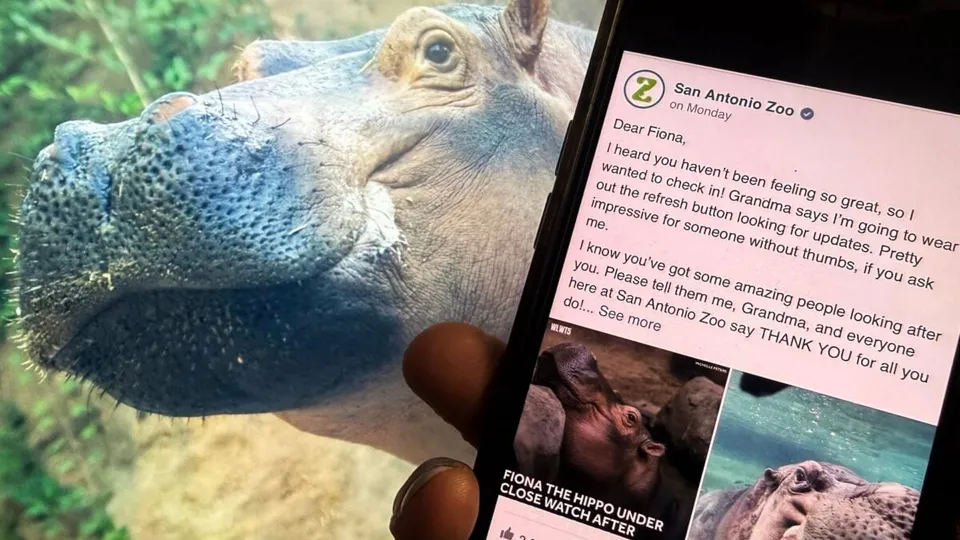 San Antonio Zoo
on Monday
Dear Fiona,
I heard you haven't been feeling so great, so I
wanted to check in! Grandma says I'm going to wear
out the refresh button looking for updates. Pretty
impressive for someone without thumbs, if you ask
me.
I know you've got some amazing people looking after
you. Please tell them me, Grandma, and everyone
here at San Antonio Zoo say THANK YOU for all you
do!... See more
WLWT5
MICHELLE PETERS
FIONA THE HIPPO UNDER
CLOSE WATCH AFTER